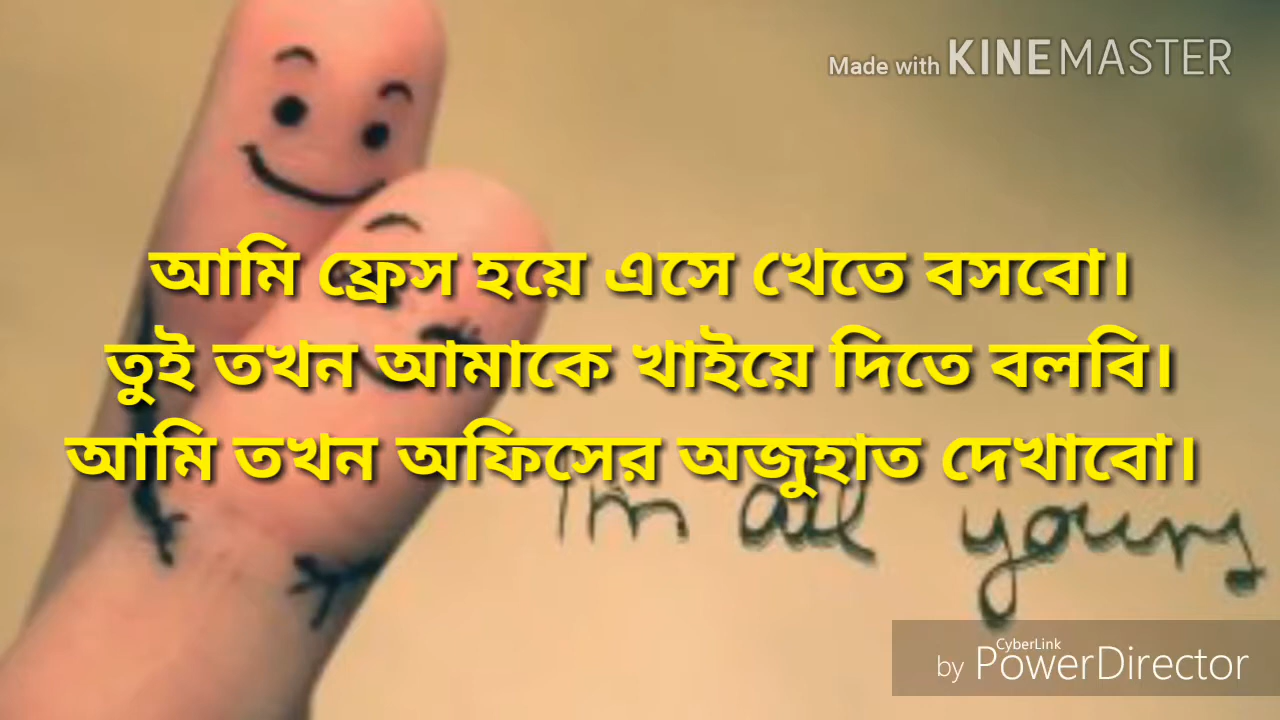 Made with KINEMASTER
আমি ফ্রেস হয়ে এসে খেতে বসবো।
তুই তখন আমাকে খাইয়ে দিতে বলবি।
আমি তখন অফিসের অজুহাত দেখাবো।
I'm all yours
CyberLink
by PowerDirector